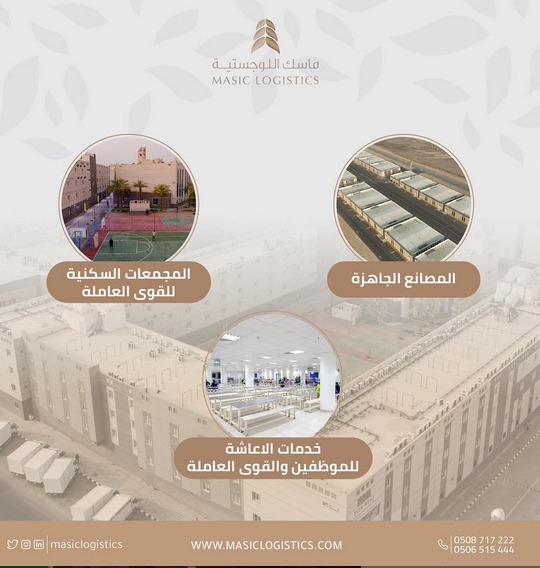 ماسك اللوجستية
MASIC LOGISTICS
المصانع الجاهزة
المجمعات السكنية
للقوى العاملة
خدمات الاعاشة
للموظفين والقوى العاملة
masiclogistics
WWW.MASICLOGISTICS.COM
0508 717 222
0506 515 444